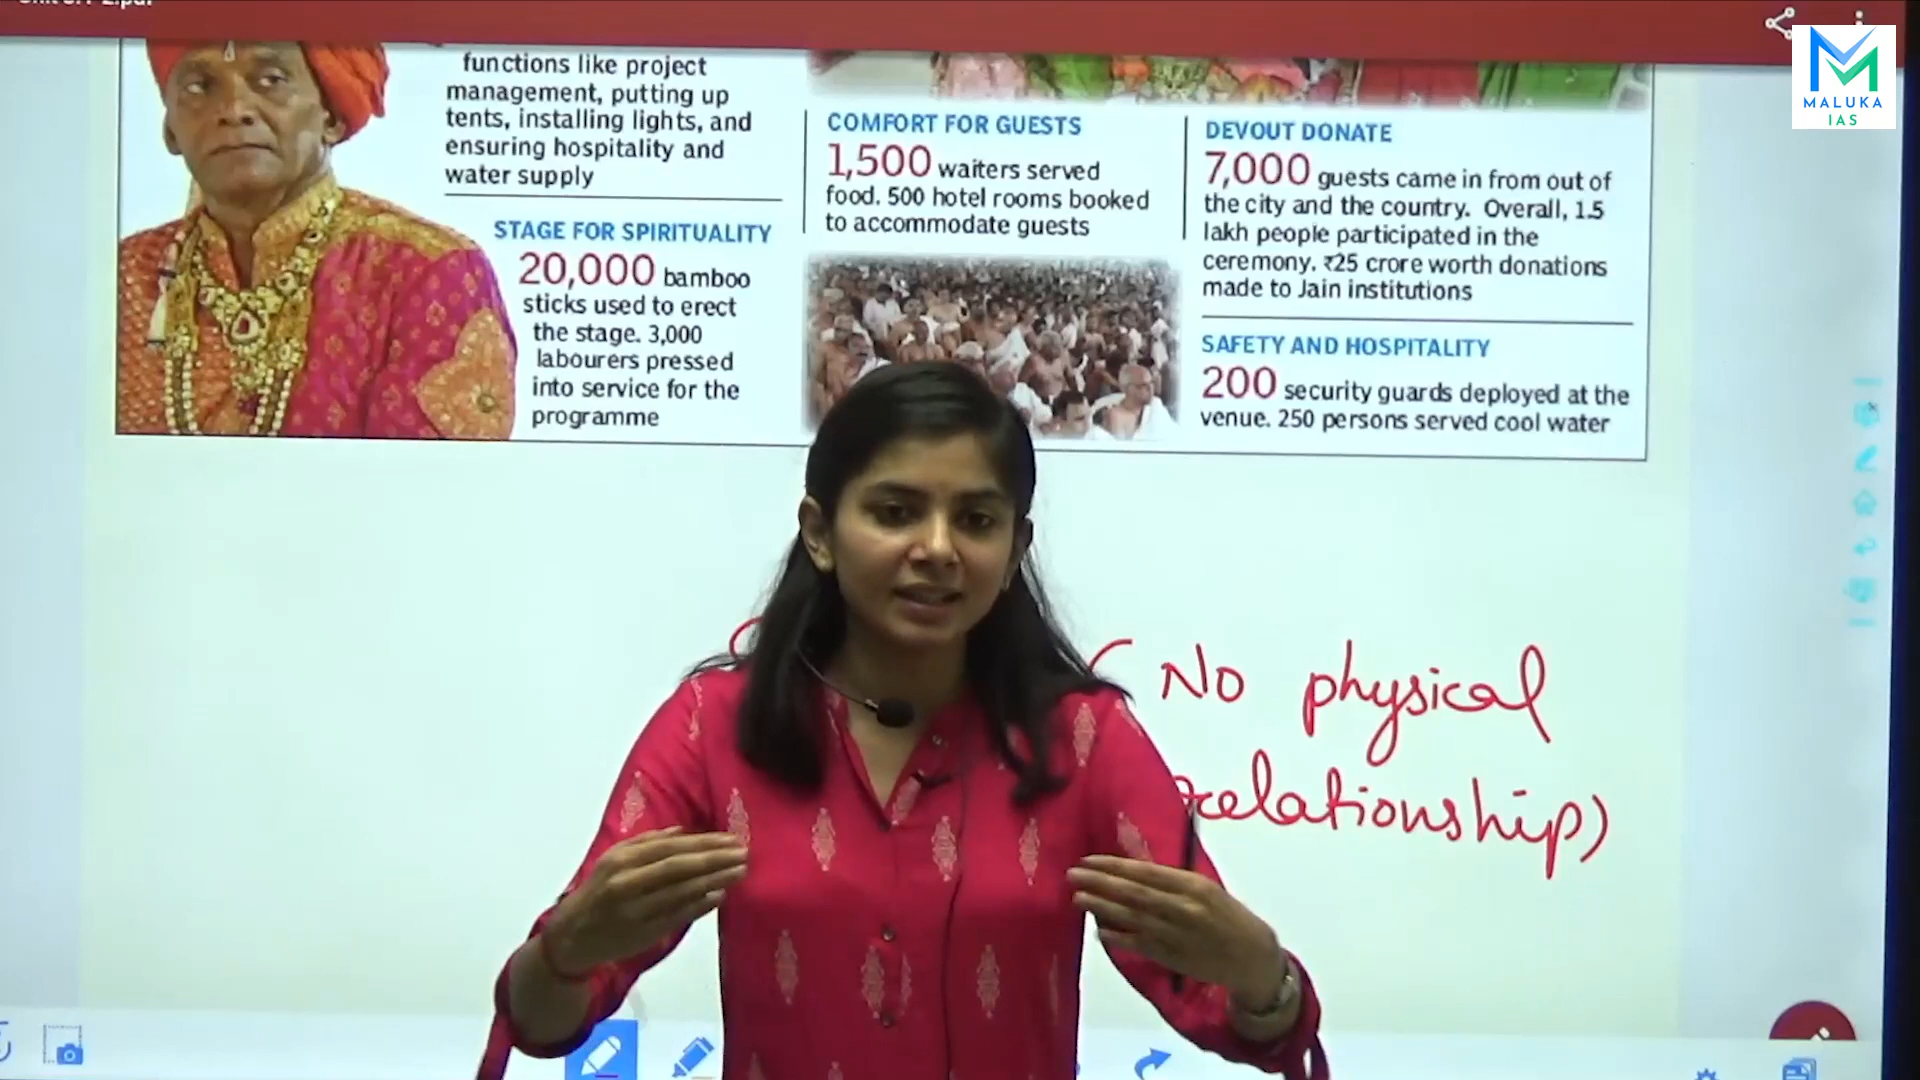 functions like project
management, putting up
tents, installing lights, and
ensuring hospitality and
water supply
STAGE FOR SPIRITUALITY
20,000 bamboo
sticks used to erect
the stage. 3,000
labourers pressed
into service for the
programme
COMFORT FOR GUESTS
1,500 waiters served
food. 500 hotel rooms booked
to accommodate guests
DEVOUT DONATE
7,000 guests came in from out of
the city and the country. Overall, 1.5
lakh people participated in the
ceremony. ₹25 crore worth donations
made to Jain institutions
SAFETY AND HOSPITALITY
200 security guards deployed at the
venue. 250 persons served cool water
(No physical
relationship)
MALUKA
IAS